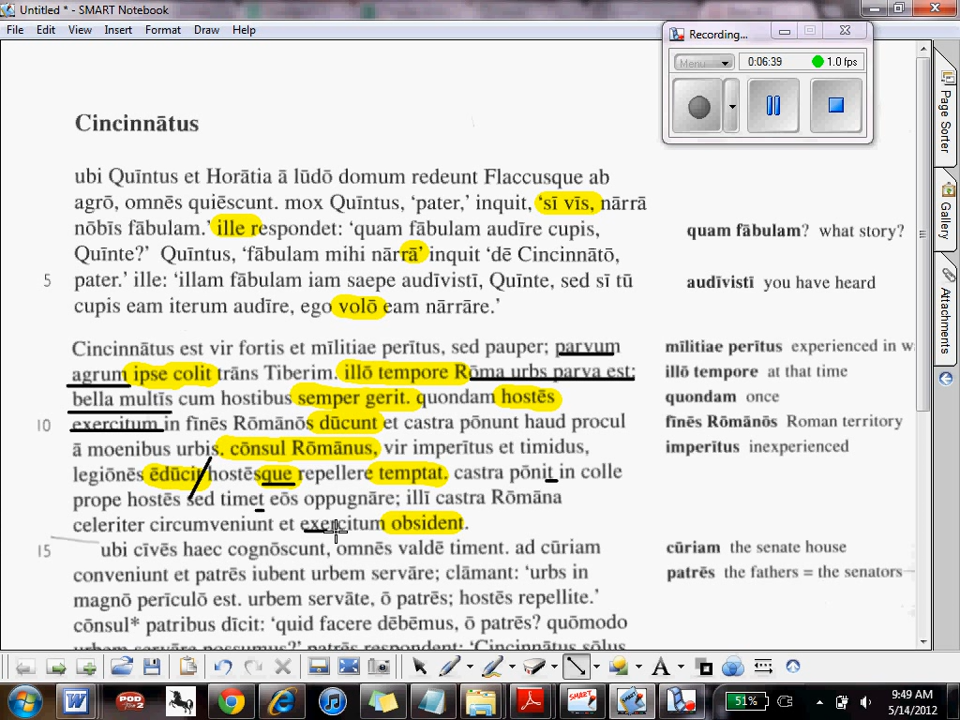 Untitled * - SMART Notebook
File Edit View Insert Format Draw Help
Recording...
Menu 0:06:39 1.0 fps
Page Sorter
Gallery
Attachments
Cincinnātus
ubi Quīntus et Horātia ā lūdō domum redeunt Flaccusque ab
agrō, omnēs quiēscunt. mox Quīntus, ‘pater,’ inquit, ‘sī vīs, nārrā
nōbīs fābulam.’ ille respondet: ‘quam fābulam audīre cupis, quam fābulam? what story?
Quīnte?’ Quīntus, ‘fābulam mihi nārrā’ inquit ‘dē Cincinnātō,
5 pater.’ ille: ‘illam fābulam iam saepe audīvistī, Quīnte, sed sī tū audīvistī you have heard
cupis eam iterum audīre, ego volō eam nārrāre.’
Cincinnātus est vir fortis et mīlitiae perītus, sed pauper; parvum mīlitiae perītus experienced in w
agrum ipse colit trāns Tiberim. illō tempore Rōma urbs parva est; illō tempore at that time
bella multīs cum hostibus semper gerit. quondam hostēs quondam once
10 exercitum in fīnēs Rōmānōs dūcunt et castra pōnunt haud procul fīnēs Rōmānōs Roman territory
ā moenibus urbis. cōnsul Rōmānus, vir imperītus et timidus, imperītus inexperienced
legiōnēs ēdūcit hostēsque repellere temptat. castra pōnit in colle
prope hostēs sed timet eōs oppugnāre; illī castra Rōmāna
celeriter circumveniunt et exercitum obsident.
15 ubi cīvēs haec cognōscunt, omnēs valdē timent. ad cūriam cūriam the senate house
conveniunt et patrēs iubent urbem servāre; clāmant: ‘urbs in patrēs the fathers = the senators
magnō perīculō est. urbem servāte, ō patrēs; hostēs repellite.’
cōnsul* patribus dīcit: ‘quid facere dēbēmus, ō patrēs? quōmodo
urbem servāre possumus?’ patrēs respondent: ‘Cincinnātus sōlus
51% 9:49 AM
5/14/2012